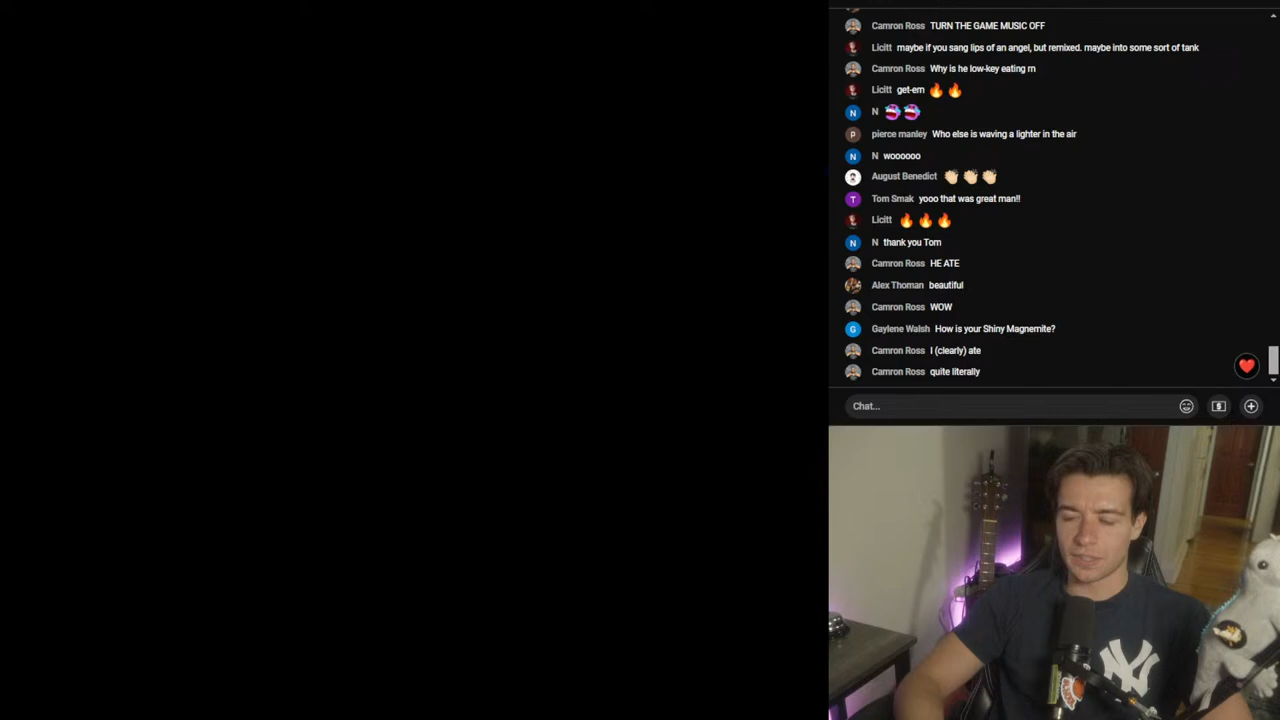 Camron Ross TURN THE GAME MUSIC OFF
Licitt maybe if you sang lips of an angel, but remixed. maybe into some sort of tank
Camron Ross Why is he low-key eating rn
Licitt get-em 🔥🔥
N N
P pierce manley Who else is waving a lighter in the air
N N woooooo
August Benedict 👏🏻👏🏻👏🏻
T Tom Smak yooo that was great man!!
Licitt 🔥🔥🔥
N N thank you Tom
Camron Ross HE ATE
Alex Thoman beautiful
Camron Ross WOW
G Gaylene Walsh How is your Shiny Magnemite?
Camron Ross I (clearly) ate
Camron Ross quite literally
Chat...
NY